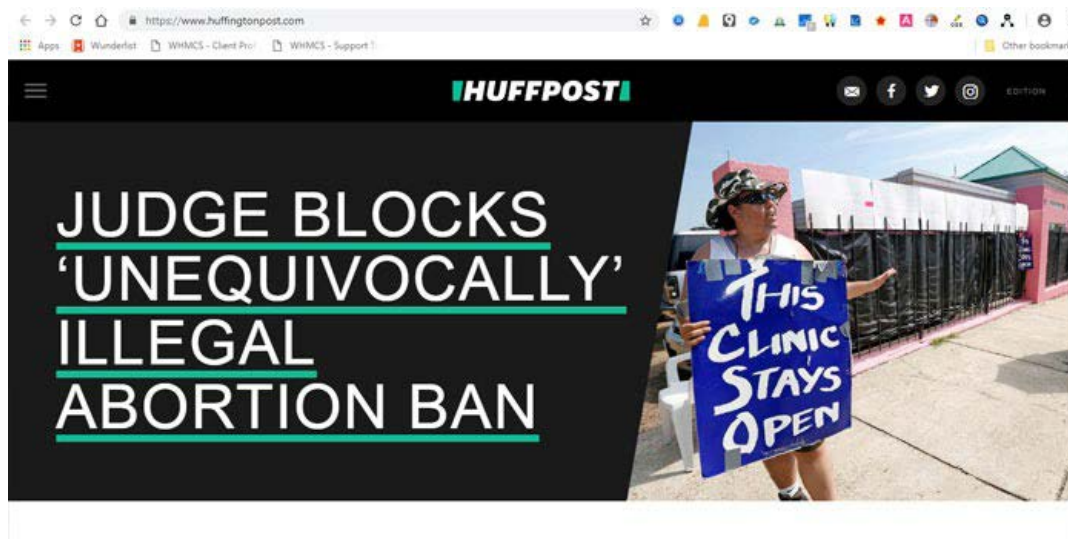 https://www.huffingtonpost.com
Apps Wunderlist WHMCS - Client Pro WHMCS - Support Other bookmar
HUFFPOST
EDITION
JUDGE BLOCKS
‘UNEQUIVOCALLY’
ILLEGAL
ABORTION BAN
THIS
CLINIC
STAYS
OPEN